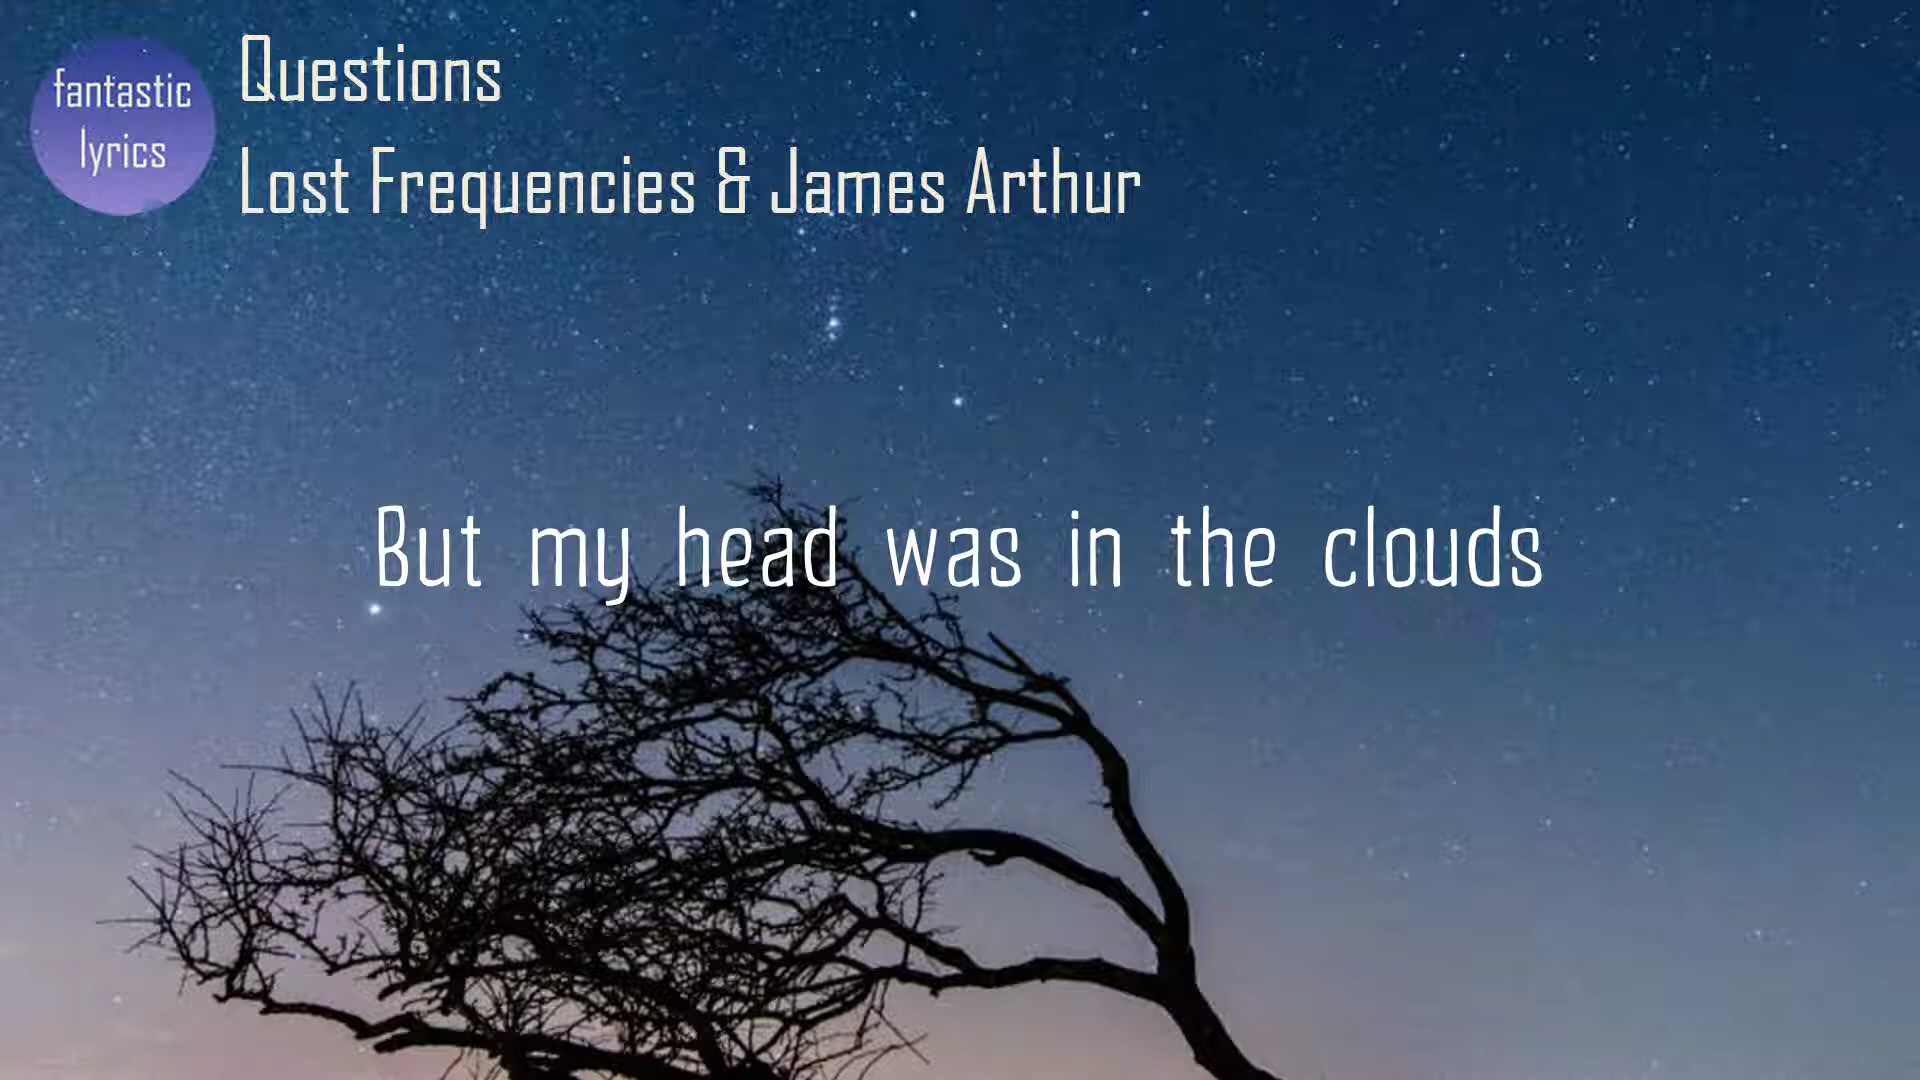 fantastic
lyrics
Questions
Lost Frequencies & James Arthur
But my head was in the clouds